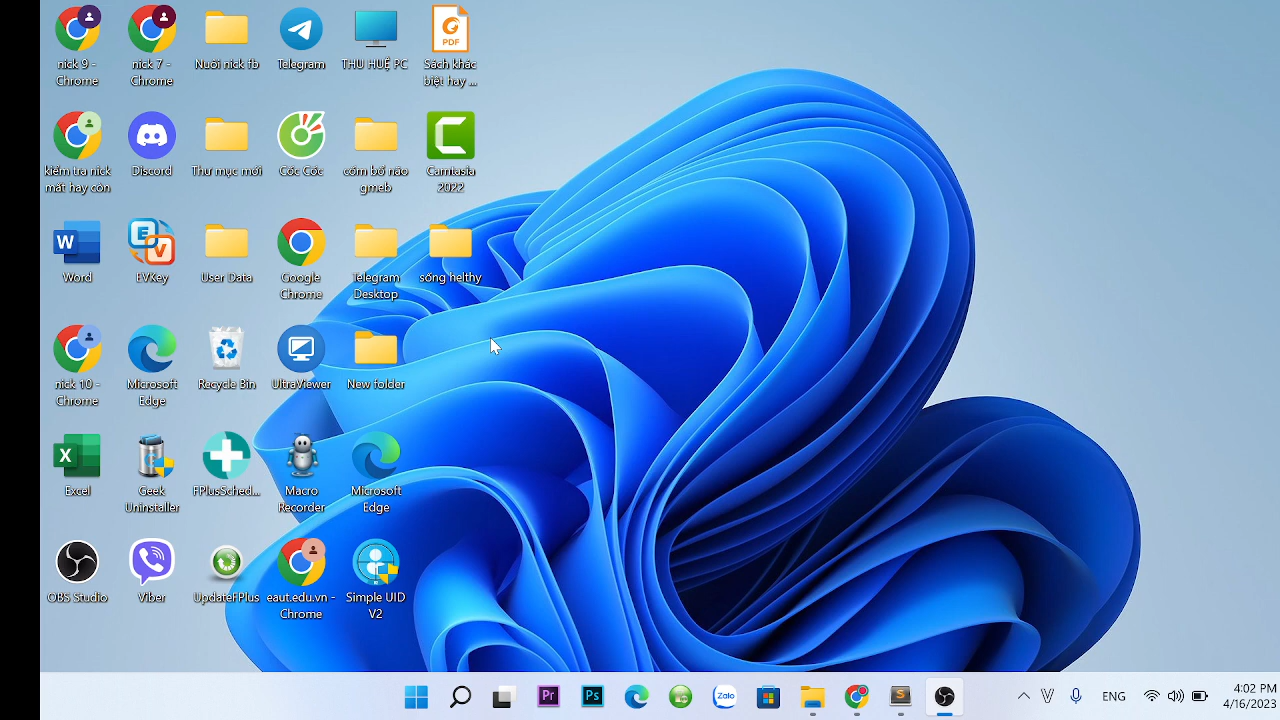 nick 9 -
Chrome
nick 7 -
Chrome
Nuôi nick fb
Telegram
THU HUỆ PC
PDF
Sách khác
biệt hay ...
kiểm tra nick
mất hay còn
Discord
Thư mục mới
Cốc Cốc
cốm bổ não
gmeb
Camtasia
2022
W
Word
E
V
EVKey
User Data
Google
Chrome
Telegram
Desktop
sống helthy
nick 10 -
Chrome
Microsoft
Edge
Recycle Bin
UltraViewer
New folder
X
Excel
Geek
Uninstaller
FPlusSched...
Macro
Recorder
Microsoft
Edge
OBS Studio
Viber
UpdateFPlus
eaut.edu.vn -
Chrome
Simple UID
V2
Pr
Ps
Zalo
S
V
ENG
4:02 PM
4/16/2023